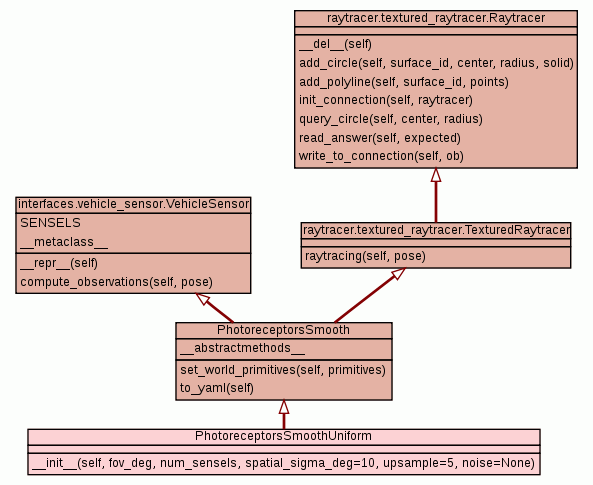 raytracer.textured_raytracer.Raytracer
__del__(self)
add_circle(self, surface_id, center, radius, solid)
add_polyline(self, surface_id, points)
init_connection(self, raytracer)
query_circle(self, center, radius)
read_answer(self, expected)
write_to_connection(self, ob)
interfaces.vehicle_sensor.VehicleSensor
SENSELS
__metaclass__
__repr__(self)
compute_observations(self, pose)
raytracer.textured_raytracer.TexturedRaytracer
raytracing(self, pose)
PhotoreceptorsSmooth
__abstractmethods__
set_world_primitives(self, primitives)
to_yaml(self)
PhotoreceptorsSmoothUniform
__init__(self, fov_deg, num_sensels, spatial_sigma_deg=10, upsample=5, noise=None)